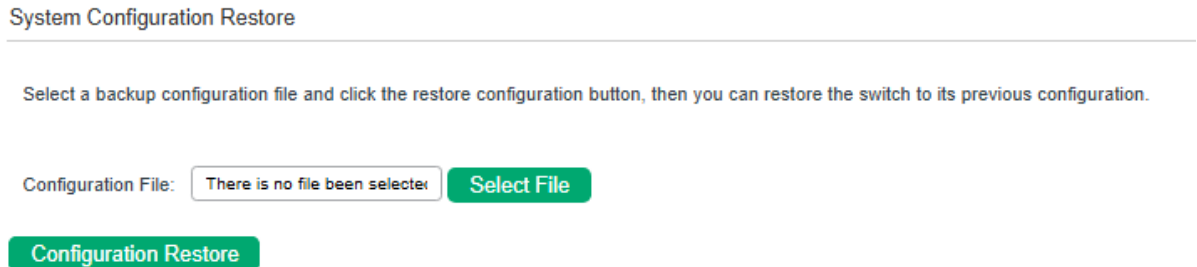 System Configuration Restore
Select a backup configuration file and click the restore configuration button, then you can restore the switch to its previous configuration.
Configuration File: There is no file been selected Select File
Configuration Restore